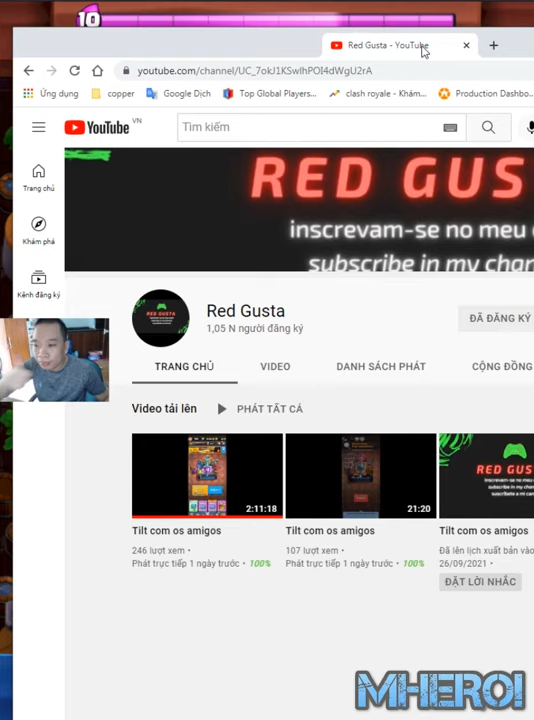 10
Red Gusta - YouTube
youtube.com/channel/UC_7okJ1KSwlhPOI4dWgU2rA
Ứng dụng copper Google Dịch Top Global Players... clash royale - Khám... Production Dashbo...
YouTube VN
Tìm kiếm
Trang chủ
Khám phá
Kênh đăng ký
RED GUS
inscrevam-se no meu
subscribe in my chan
Red Gusta
1,05 N người đăng ký
ĐÃ ĐĂNG KÝ
TRANG CHỦ VIDEO DANH SÁCH PHÁT CỘNG ĐỒNG
Video tải lên PHÁT TẤT CẢ
2:11:18
21:20
RED GUS
Tilt com os amigos
246 lượt xem •
Phát trực tiếp 1 ngày trước • 100%
Tilt com os amigos
107 lượt xem •
Phát trực tiếp 1 ngày trước • 100%
Tilt com os amigos
Đã lên lịch xuất bản vào
26/09/2021 •
ĐẶT LỜI NHẮC
MHEROI